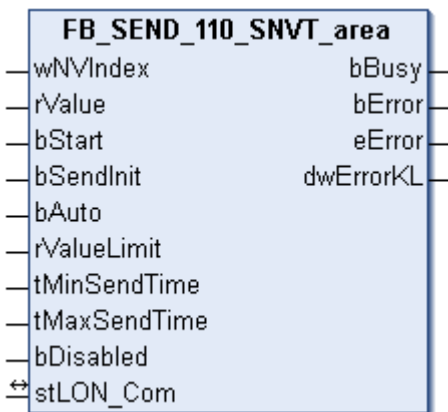 FB_SEND_110_SNVT_area
wNVIndex bBusy
rValue bError
bStart eError
bSendInit dwErrorKL
bAuto
rValueLimit
tMinSendTime
tMaxSendTime
bDisabled
stLON_Com